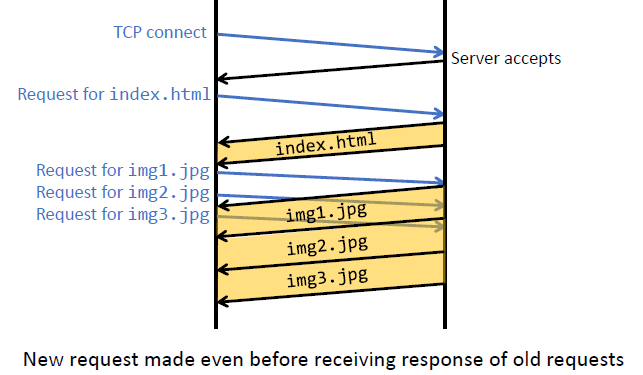 TCP connect
Server accepts
Request for index.html
index.html
Request for img1.jpg
Request for img2.jpg
Request for img3.jpg
img1.jpg
img2.jpg
img3.jpg
New request made even before receiving response of old requests